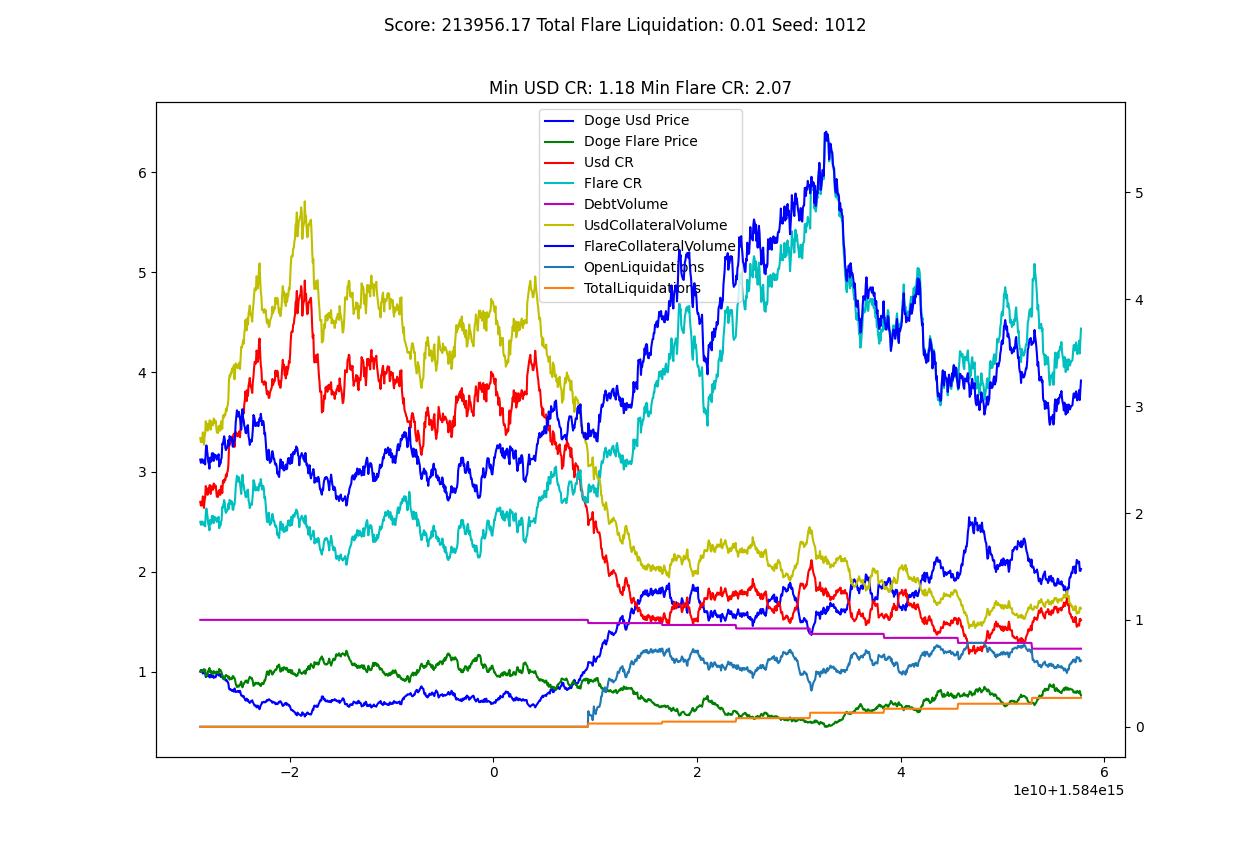 Score: 213956.17 Total Flare Liquidation: 0.01 Seed: 1012
Min USD CR: 1.18 Min Flare CR: 2.07
Doge Usd Price
Doge Flare Price
Usd CR
Flare CR
DebtVolume
UsdCollateralVolume
FlareCollateralVolume
OpenLiquidations
TotalLiquidations
6
5
4
3
2
1
5
4
3
2
1
0
−2
0
2
4
6
1e10+1.584e15